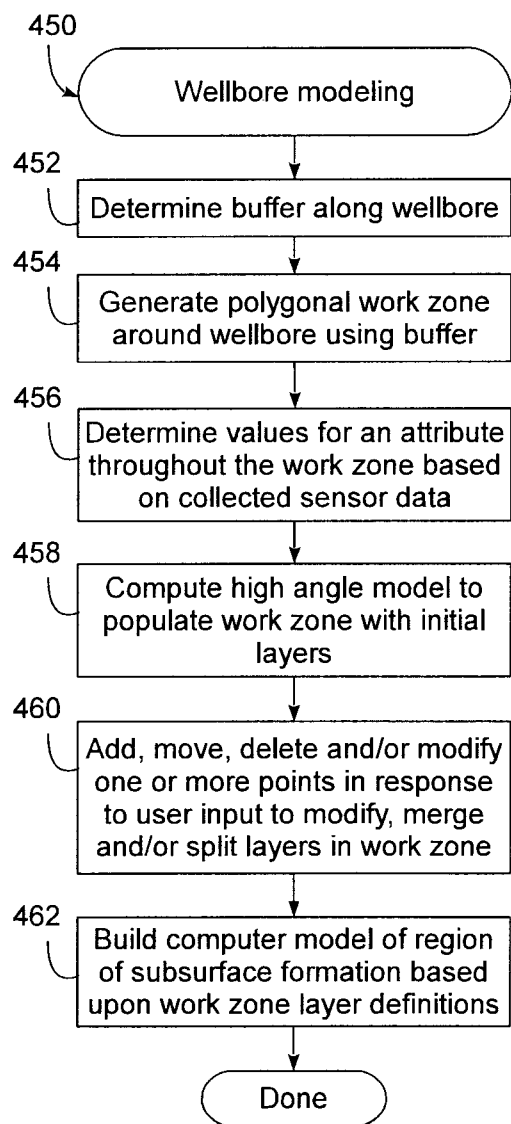 450
Wellbore modeling
452
Determine buffer along wellbore
454
Generate polygonal work zone
around wellbore using buffer
456
Determine values for an attribute
throughout the work zone based
on collected sensor data
458
Compute high angle model to
populate work zone with initial
layers
460
Add, move, delete and/or modify
one or more points in response
to user input to modify, merge
and/or split layers in work zone
462
Build computer model of region
of subsurface formation based
upon work zone layer definitions
Done